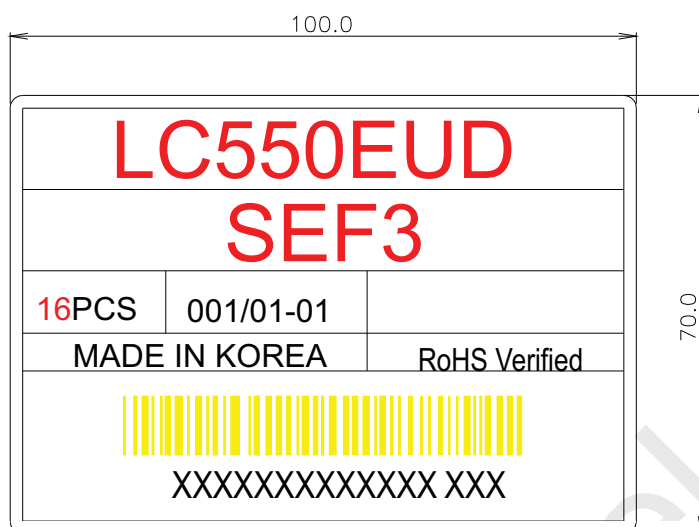 100.0
LC550EUD
SEF3
16PCS 001/01-01
70.0
MADE IN KOREA RoHS Verified
XXXXXXXXXXXXX XXX